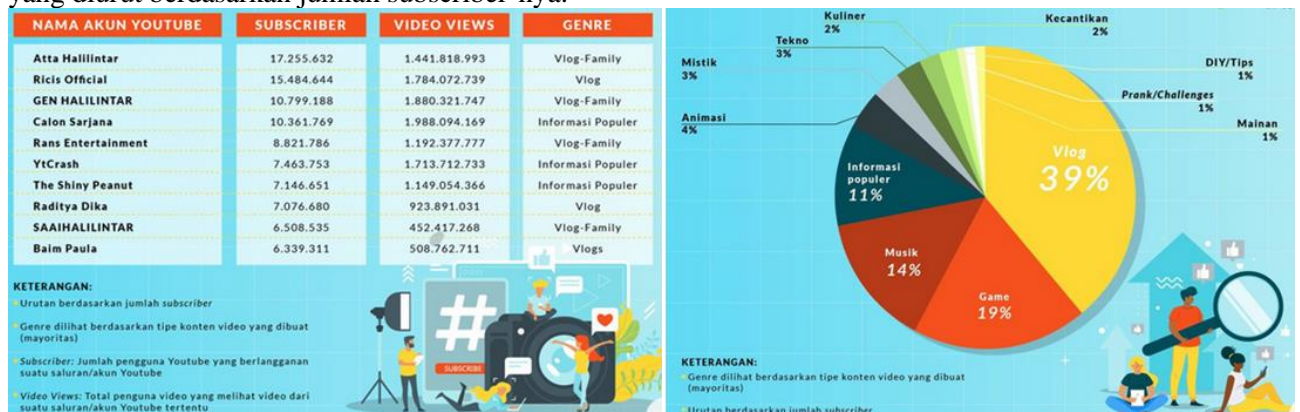 yang diurut berdasarkan jumlah subscriber-nya.
NAMA AKUN YOUTUBE SUBSCRIBER VIDEO VIEWS GENRE
Atta Halilintar 17.255.632 1.441.818.993 Vlog-Family
Ricis Official 15.484.644 1.784.072.739 Vlog
GEN HALILINTAR 10.799.188 1.880.321.747 Vlog-Family
Calon Sarjana 10.361.769 1.988.094.169 Informasi Populer
Rans Entertainment 8.821.786 1.192.377.777 Vlog-Family
YtCrash 7.463.753 1.713.712.733 Informasi Populer
The Shiny Peanut 7.146.651 1.149.054.366 Informasi Populer
Raditya Dika 7.076.680 923.891.031 Vlog
SAAIHALILINTAR 6.508.535 452.417.268 Vlog-Family
Baim Paula 6.339.311 508.762.711 Vlogs
KETERANGAN:
Urutan berdasarkan jumlah subscriber
Genre dilihat berdasarkan tipe konten video yang dibuat
(mayoritas)
Subscriber: Jumlah pengguna Youtube yang berlangganan
suatu saluran/akun Youtube
Video Views: Total penguna video yang melihat video dari
suatu saluran/akun Youtube tertentu
#
SUBSCRIBE
Kuliner
2%
Kecantikan
2%
Tekno
3%
Mistik
3%
DIY/Tips
1%
Prank/Challenges
1%
Animasi
4%
Mainan
1%
Vlog
39%
Informasi
populer
11%
Musik
14%
Game
19%
KETERANGAN:
Genre dilihat berdasarkan tipe konten video yang dibuat
(mayoritas)
Urutan berdasarkan jumlah subscriber